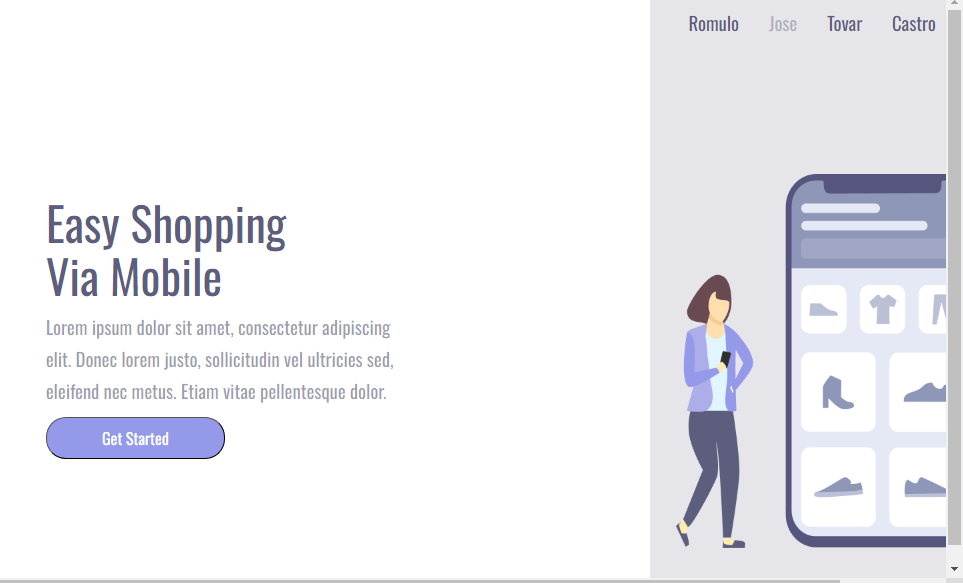 Romulo Jose Tovar Castro
Easy Shopping
Via Mobile
Lorem ipsum dolor sit amet, consectetur adipiscing
elit. Donec lorem justo, sollicitudin vel ultricies sed,
eleifend nec metus. Etiam vitae pellentesque dolor.
Get Started